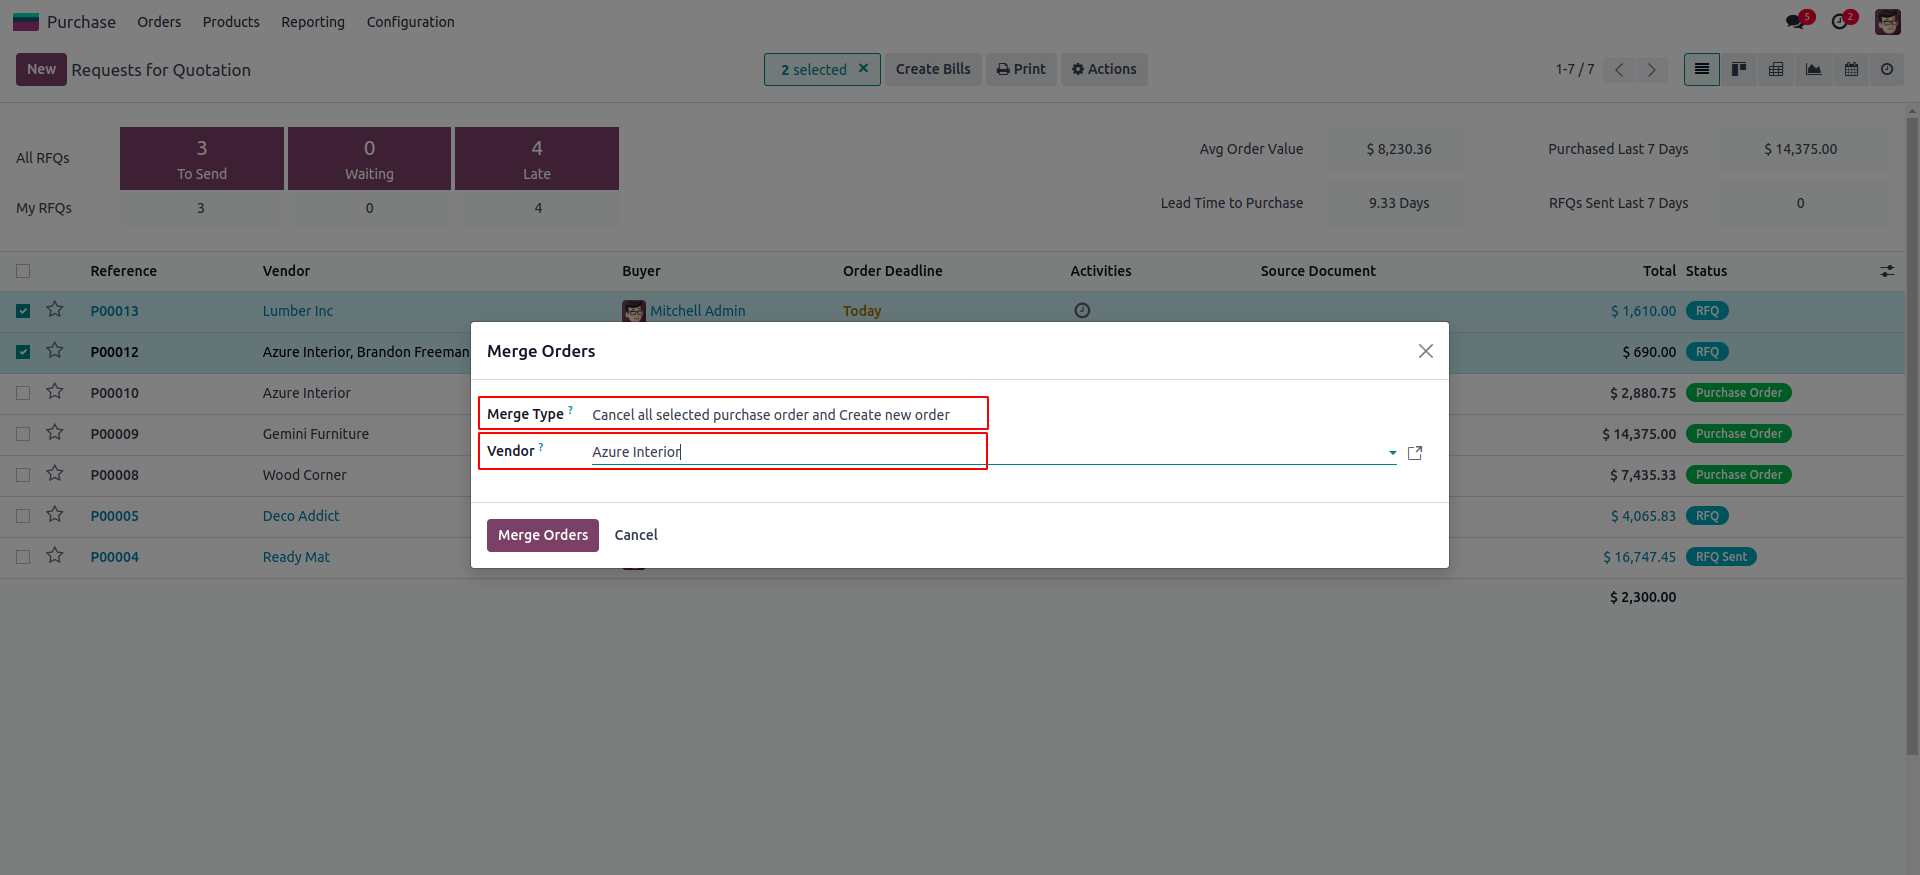 Purchase Orders Products Reporting Configuration 5 2
New Requests for Quotation 2 selected × Create Bills Print Actions 1-7 / 7
All RFQs 3 To Send 0 Waiting 4 Late Avg Order Value $ 8,230.36 Purchased Last 7 Days $ 14,375.00
My RFQs 3 0 4 Lead Time to Purchase 9.33 Days RFQs Sent Last 7 Days 0
Reference Vendor Buyer Order Deadline Activities Source Document Total Status
P00013 Lumber Inc Mitchell Admin Today $ 1,610.00 RFQ
P00012 Azure Interior, Brandon Freeman $ 690.00 RFQ
P00010 Azure Interior $ 2,880.75 Purchase Order
P00009 Gemini Furniture $ 14,375.00 Purchase Order
P00008 Wood Corner $ 7,435.33 Purchase Order
P00005 Deco Addict $ 4,065.83 RFQ
P00004 Ready Mat $ 16,747.45 RFQ Sent
$ 2,300.00
Merge Orders
Merge Type ? Cancel all selected purchase order and Create new order
Vendor ? Azure Interior
Merge Orders Cancel